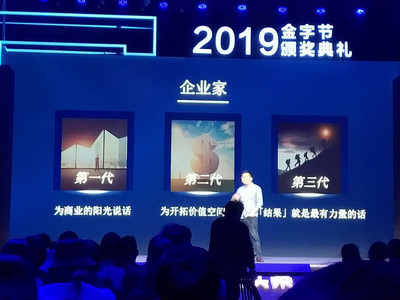 2019 金字节
颁奖典礼
企业家
第一代
第二代
第三代
为商业的阳光说话
为开拓价值空间
「结果」就是最有力量的话